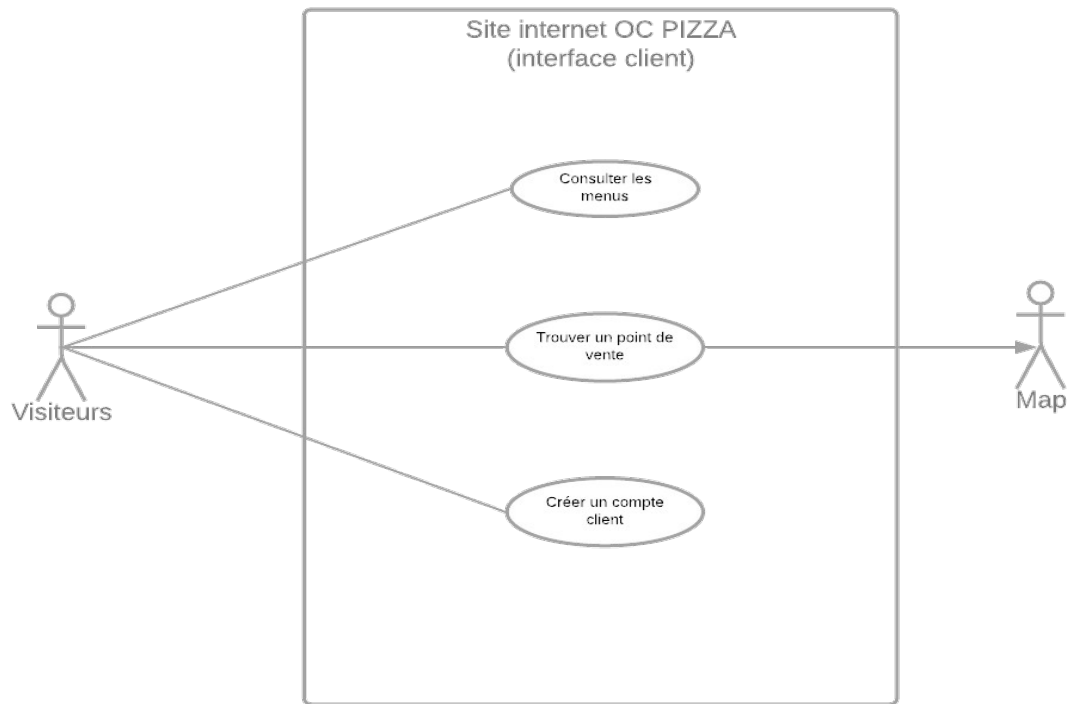 Site internet OC PIZZA
(interface client)
Consulter les
menus
Trouver un point de
vente
Visiteurs
Map
Créer un compte
client